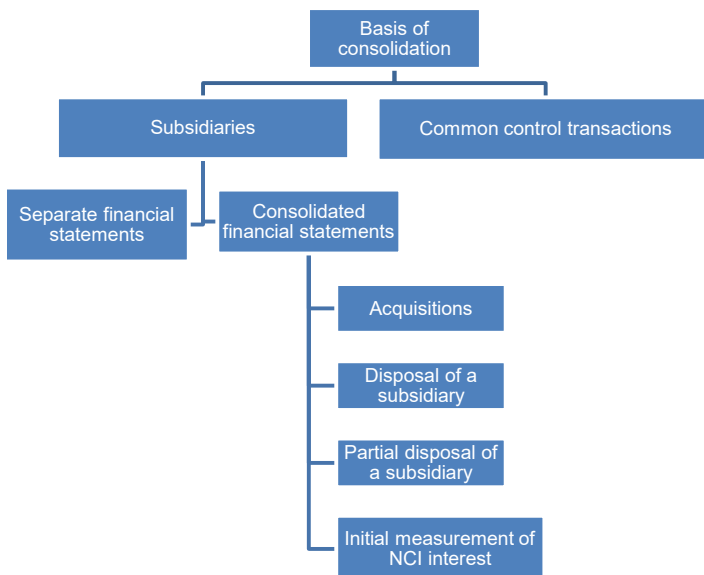 Basis of
consolidation
Subsidiaries
Common control transactions
Separate financial
statements
Consolidated
financial statements
Acquisitions
Disposal of a
subsidiary
Partial disposal of
a subsidiary
Initial measurement of
NCI interest